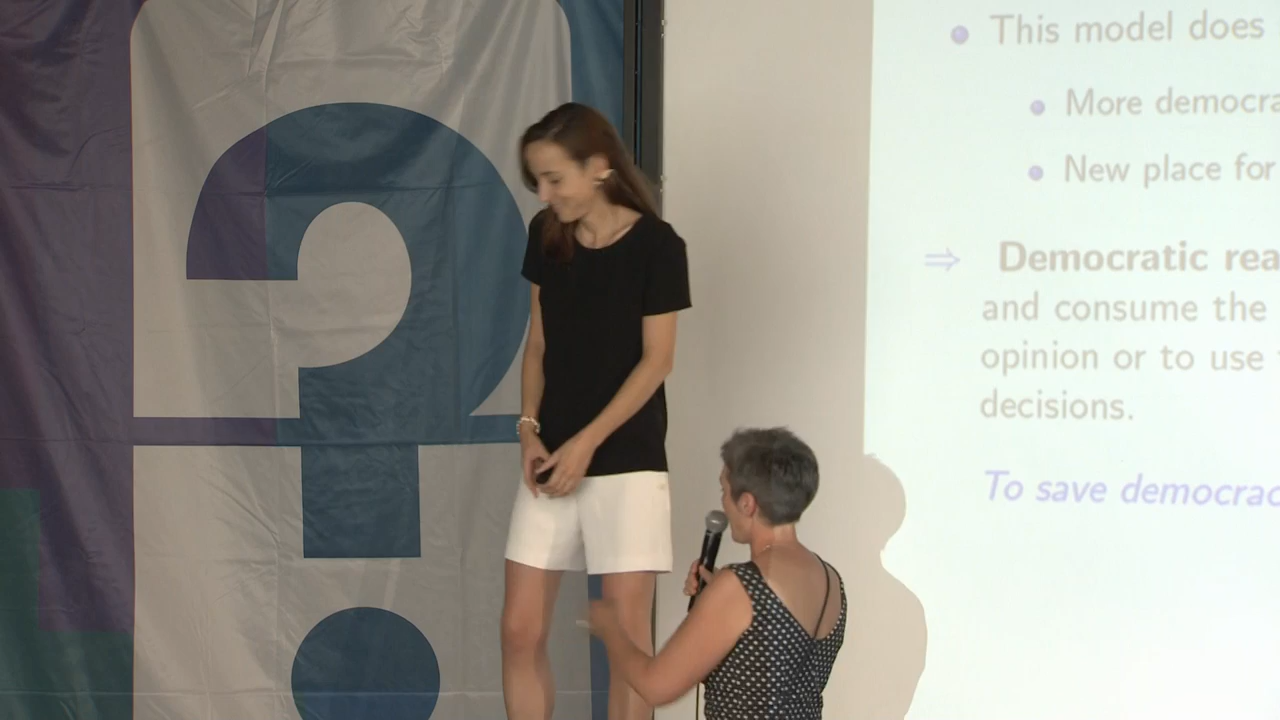 This model does
More democra
New place for
⇒ Democratic rea
and consume the
opinion or to use
decisions.
To save democrac